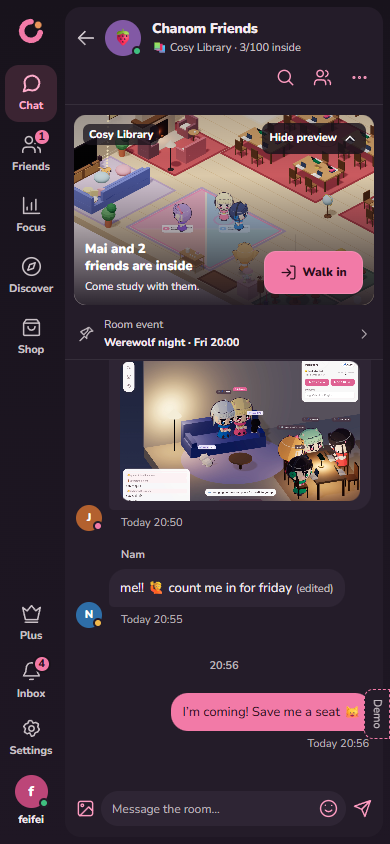 Chanom Friends
Cosy Library · 3/100 inside
Chat
1
Friends
Focus
Discover
Shop
Plus
4
Inbox
Settings
f
feifei
Cosy Library
Hide preview
Mai and 2
friends are inside
Come study with them.
Walk in
Room event
Werewolf night · Fri 20:00
J
Today 20:50
Nam
me!! 🙋 count me in for friday (edited)
N
Today 20:55
20:56
I'm coming! Save me a seat 😸
Today 20:56
Demo
Message the room...